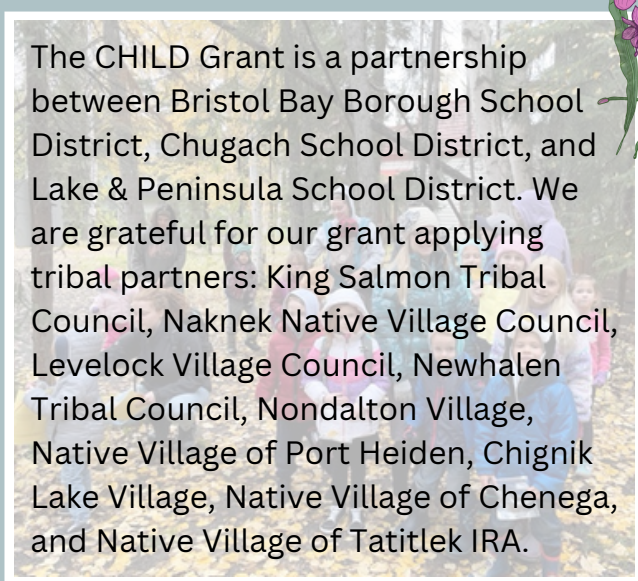 The CHILD Grant is a partnership
between Bristol Bay Borough School
District, Chugach School District, and
Lake & Peninsula School District. We
are grateful for our grant applying
tribal partners: King Salmon Tribal
Council, Naknek Native Village Council,
Levelock Village Council, Newhalen
Tribal Council, Nondalton Village,
Native Village of Port Heiden, Chignik
Lake Village, Native Village of Chenega,
and Native Village of Tatitlek IRA.